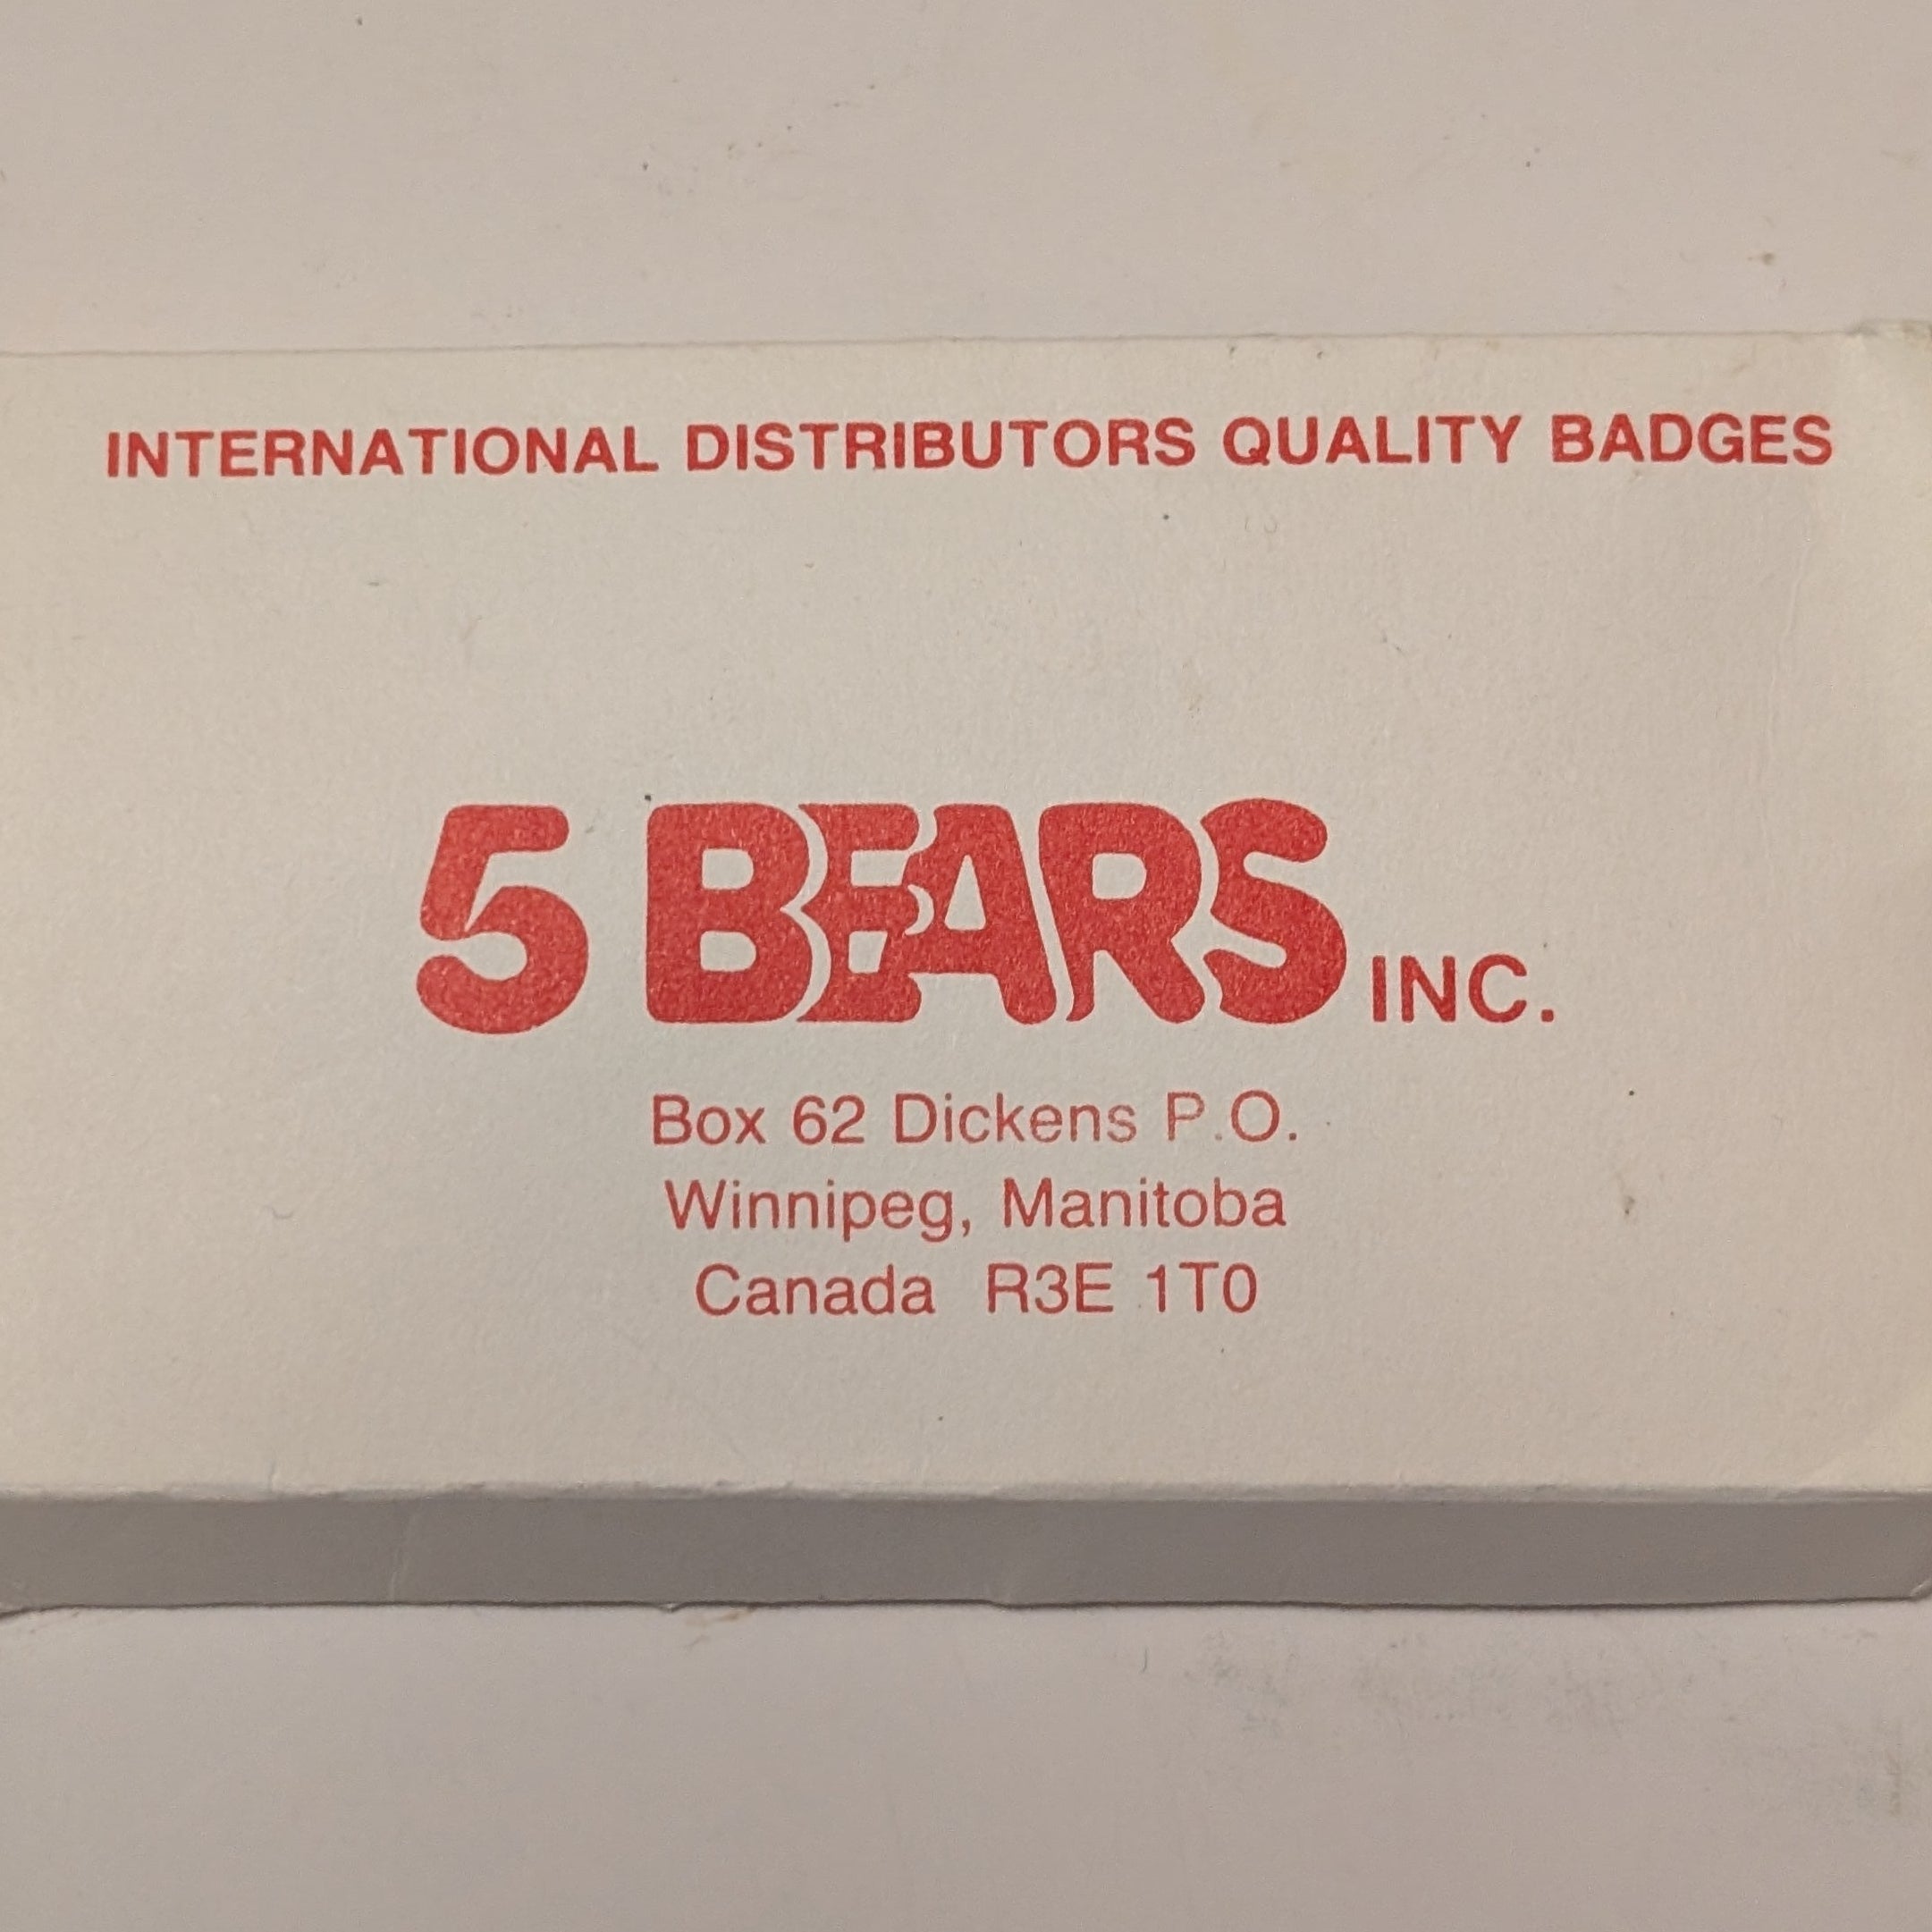 INTERNATIONAL DISTRIBUTORS QUALITY BADGES
5 BEARS INC.
Box 62 Dickens P.O.
Winnipeg, Manitoba
Canada R3E 1T0